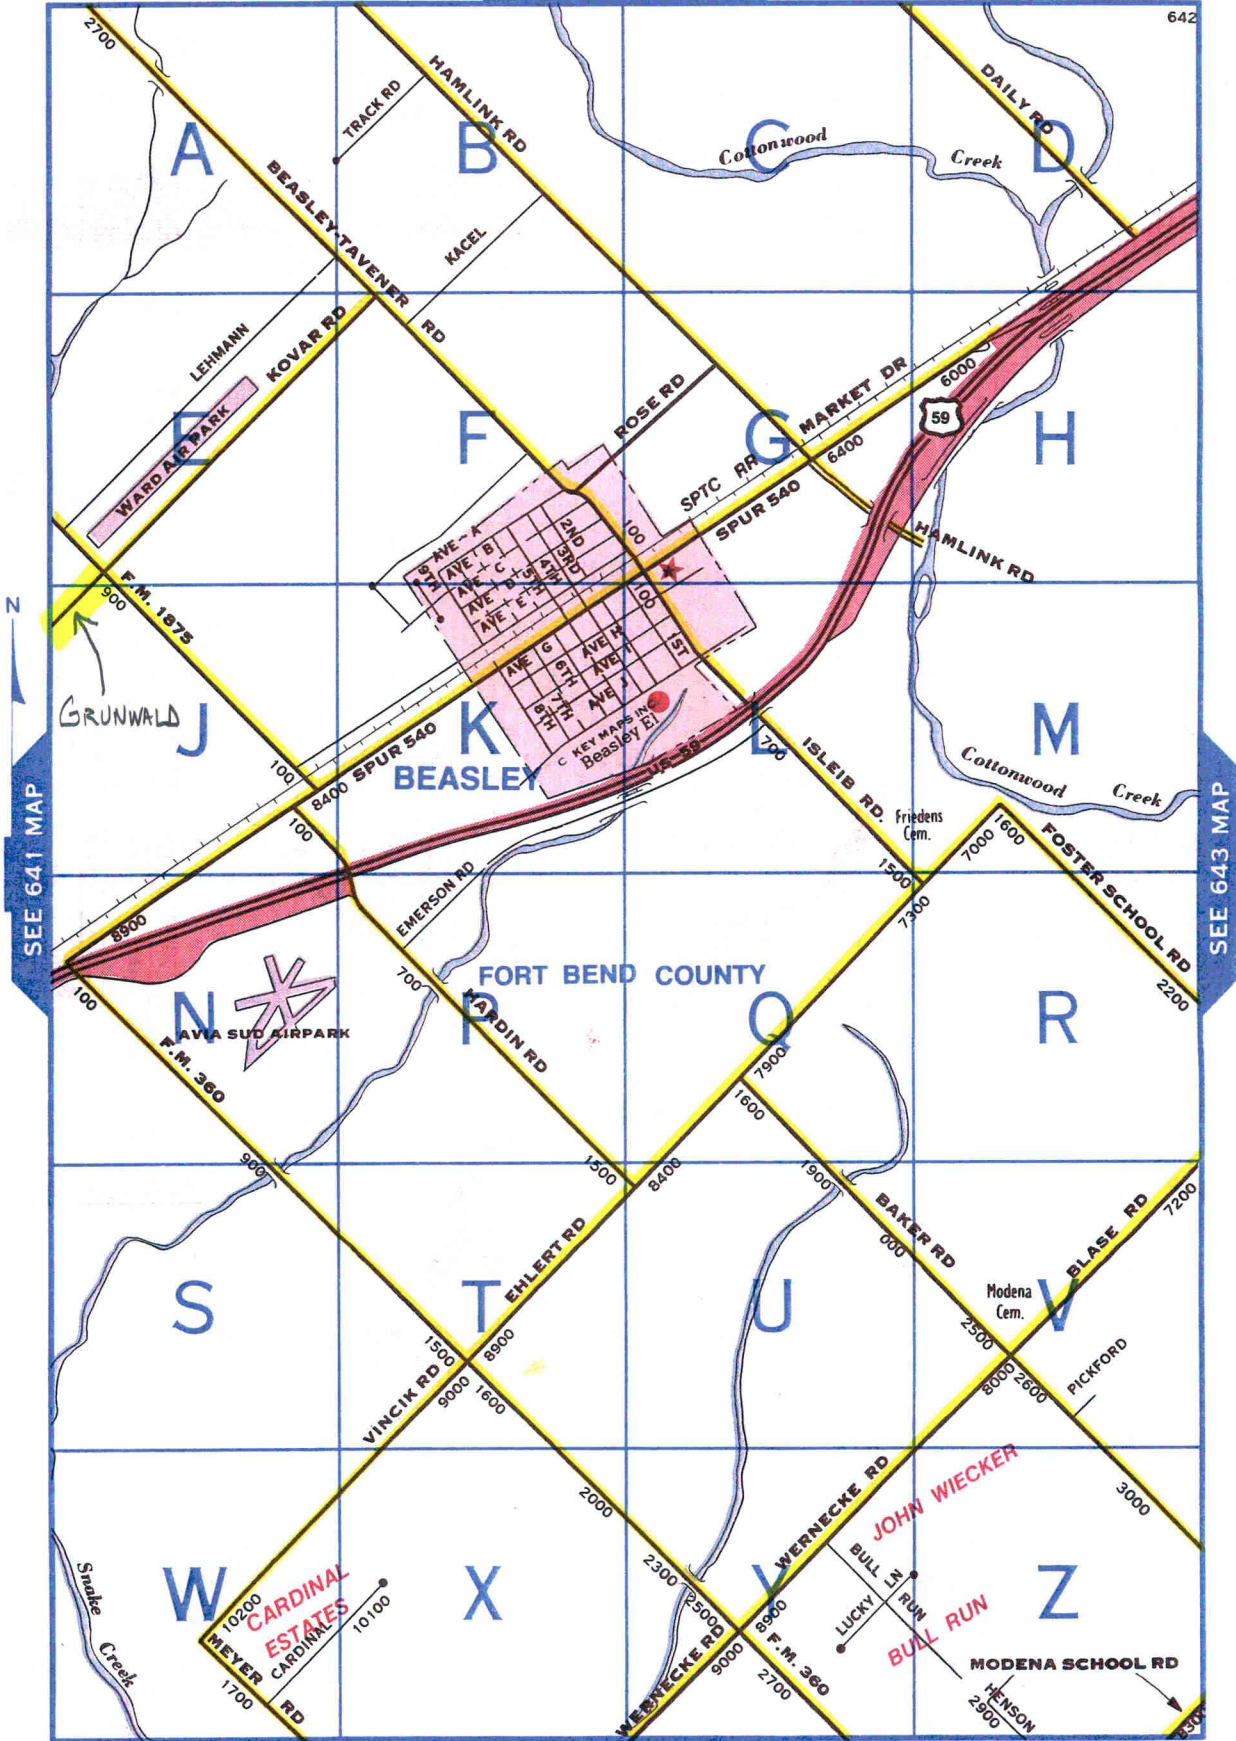 642
2700
HAMLINK RD
TRACK RD
DAILY RD
A
B
C
D
Cottonwood
Creek
BEASLEY-TAVENER
RD
KACEL
LEHMANN
KOVAR RD
WARD AIR PARK
E
F
G
H
ROSE RD
MARKET DR
6000
59
6400
SPTC RR
SPUR 540
HAMLINK RD
AVE - A
AVE B
AVE C
AVE D
AVE E
9TH
2ND
3RD
4TH
5TH
100
100
1ST
AVE G
AVE H
AVE I
AVE J
6TH
7TH
8TH
N
F.M. 1875
900
GRUNWALD
J
K
L
M
C KEY MAPS INC
Beasley El
US-59
BEASLEY
100
8400
SPUR 540
100
700
ISLEIB RD.
Friedens
Cem.
Cottonwood
Creek
7000
1600
FOSTER SCHOOL RD
2200
SEE 641 MAP
SEE 643 MAP
1500
7300
EMERSON RD
8900
100
FORT BEND COUNTY
N
P
Q
R
AVIA SUD AIRPARK
F.M. 360
700
HARDIN RD
7900
1600
900
1500
8400
1900
BAKER RD
000
BLASE RD
7200
S
T
U
V
EHLERT RD
Modena
Cem.
2500
1500
8900
VINCIK RD
9000
1600
8000
2600
PICKFORD
2000
3000
WERNECKE RD
JOHN WIECKER
Snake
Creek
W
X
Y
Z
10200
CARDINAL
ESTATES
CARDINAL
10100
MEYER
RD
1700
2300
2500
BULL
RUN
LUCKY LN
BULL RUN
8900
9000
WERNECKE RD
F.M. 360
2700
MODENA SCHOOL RD
HENSON
2900
8300